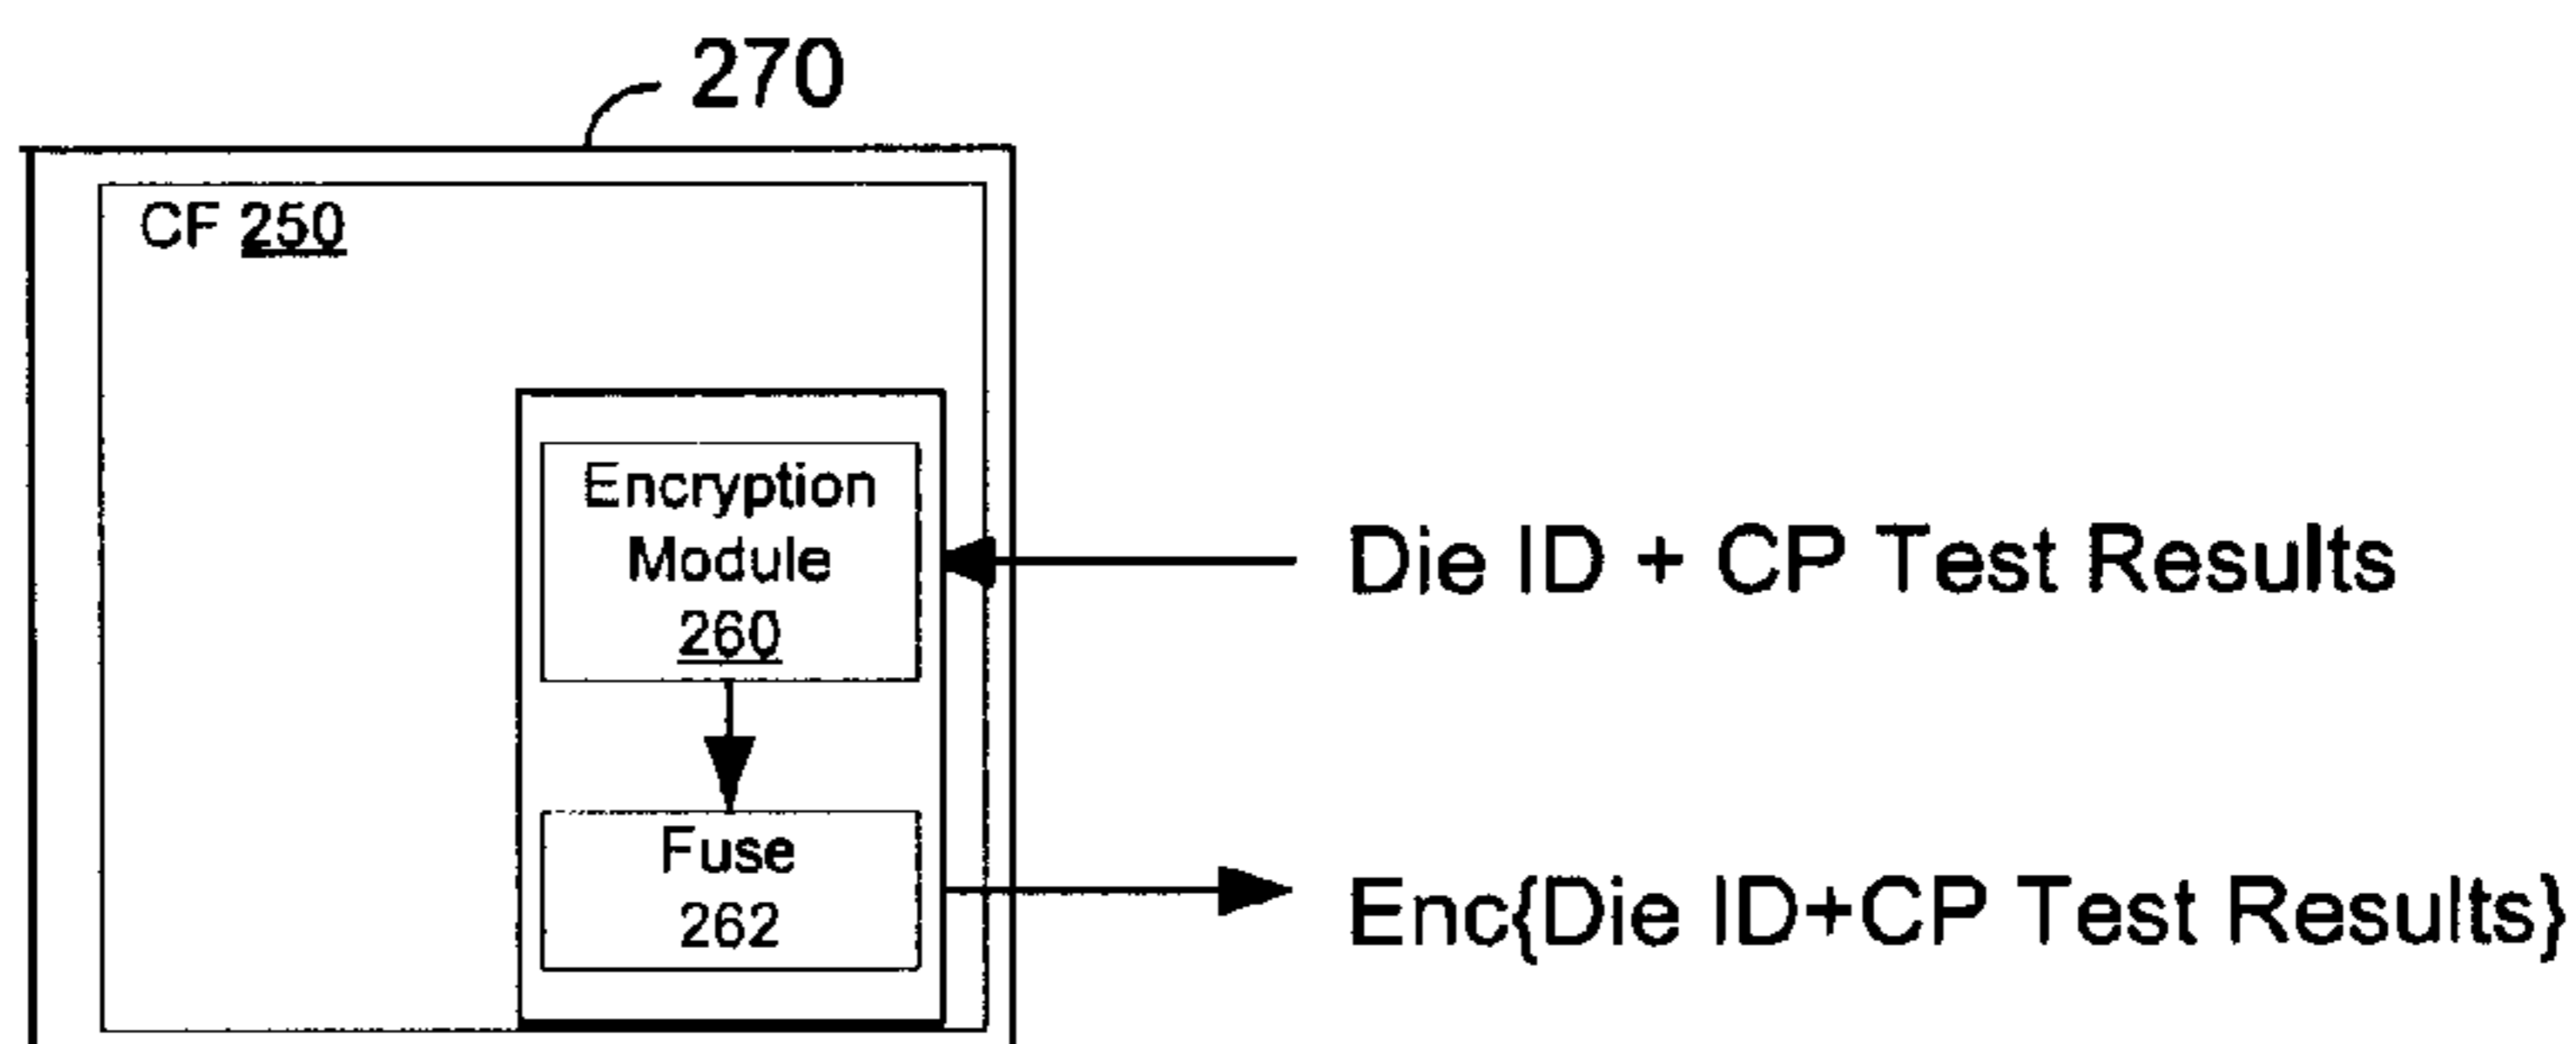 270
CF 250
Encryption
Module
260
Die ID + CP Test Results
Fuse
262
Enc{Die ID+CP Test Results}